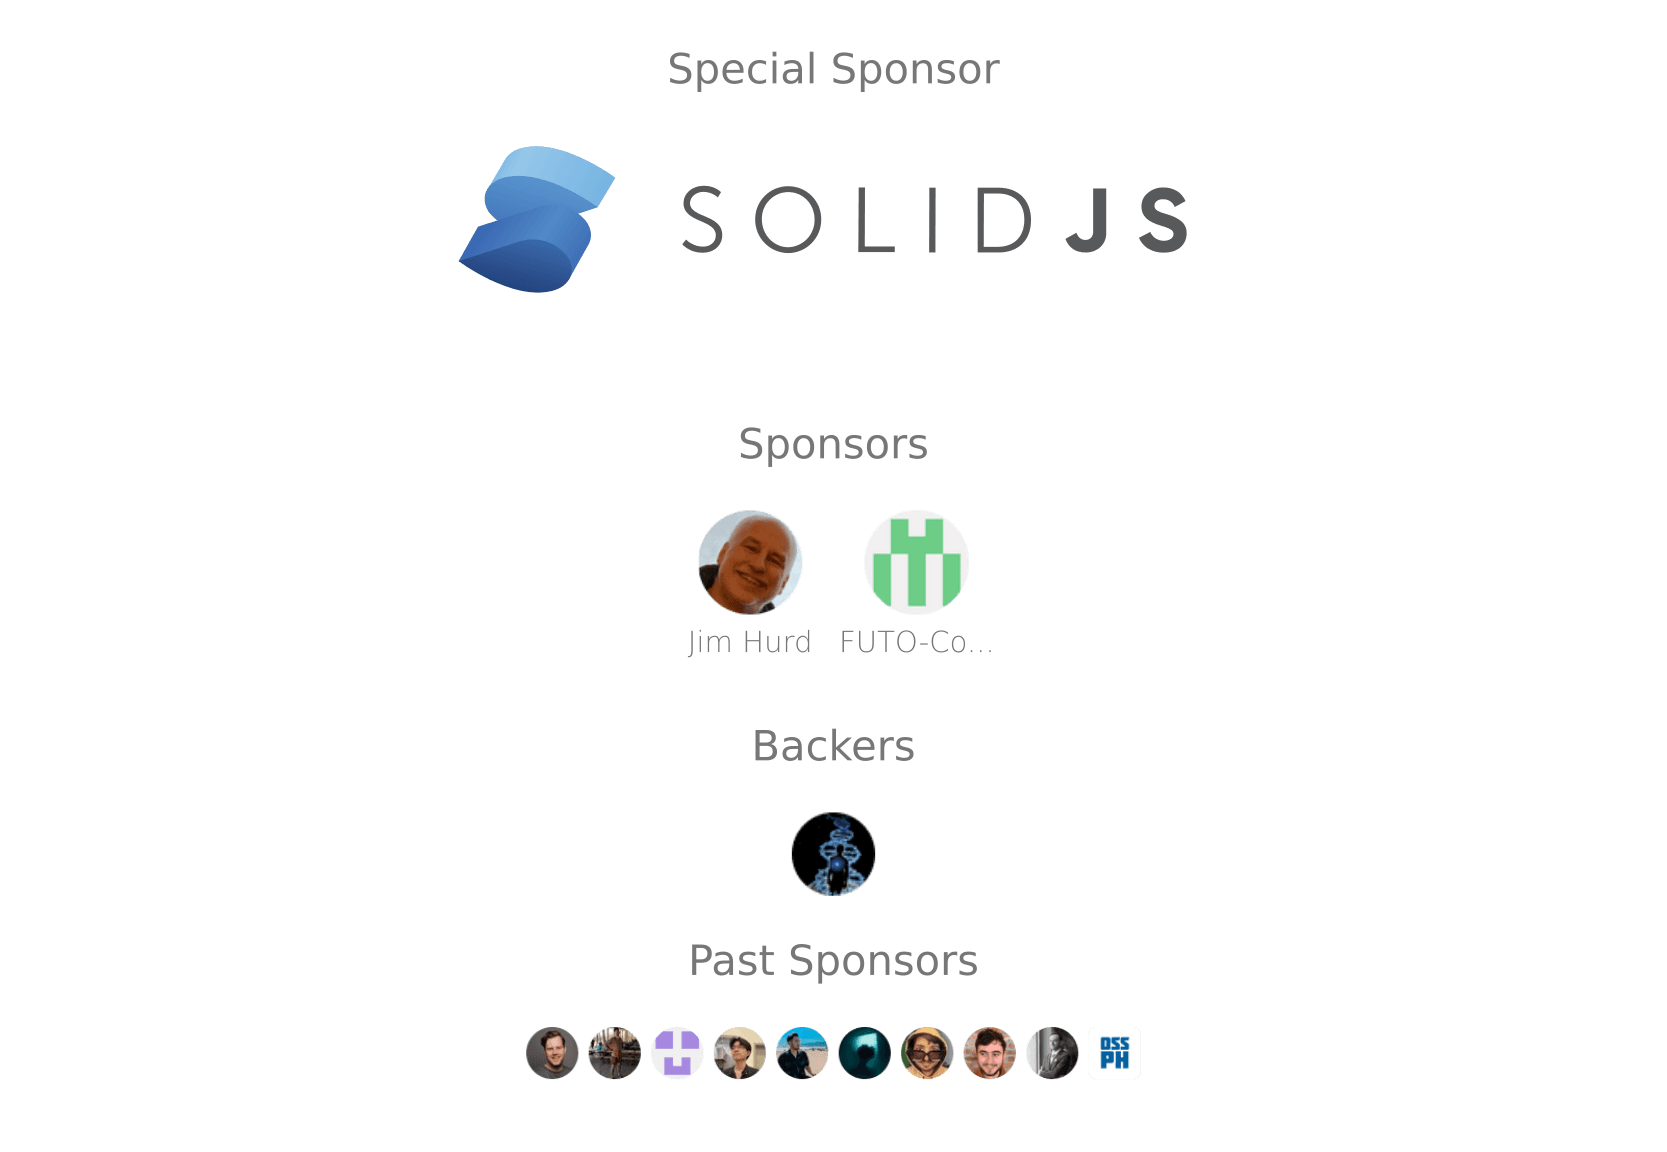 Special Sponsor
SOLIDJS
Sponsors
Jim Hurd FUTO-Co...
Backers
Past Sponsors
OSS
PH